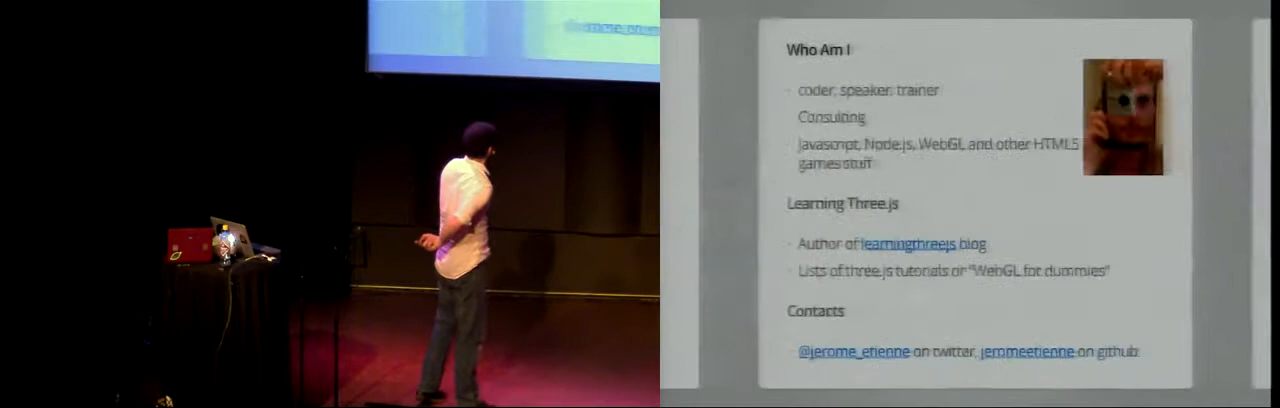 Who Am I
coder, speaker, trainer
Consulting
Javascript, Node.js, WebGL and other HTML5
games stuff
Learning Three.js
Author of learningthreejs blog
Lists of three.js tutorials or "WebGL for dummies"
Contacts
@jerome_etienne on twitter, jeromeetienne on github